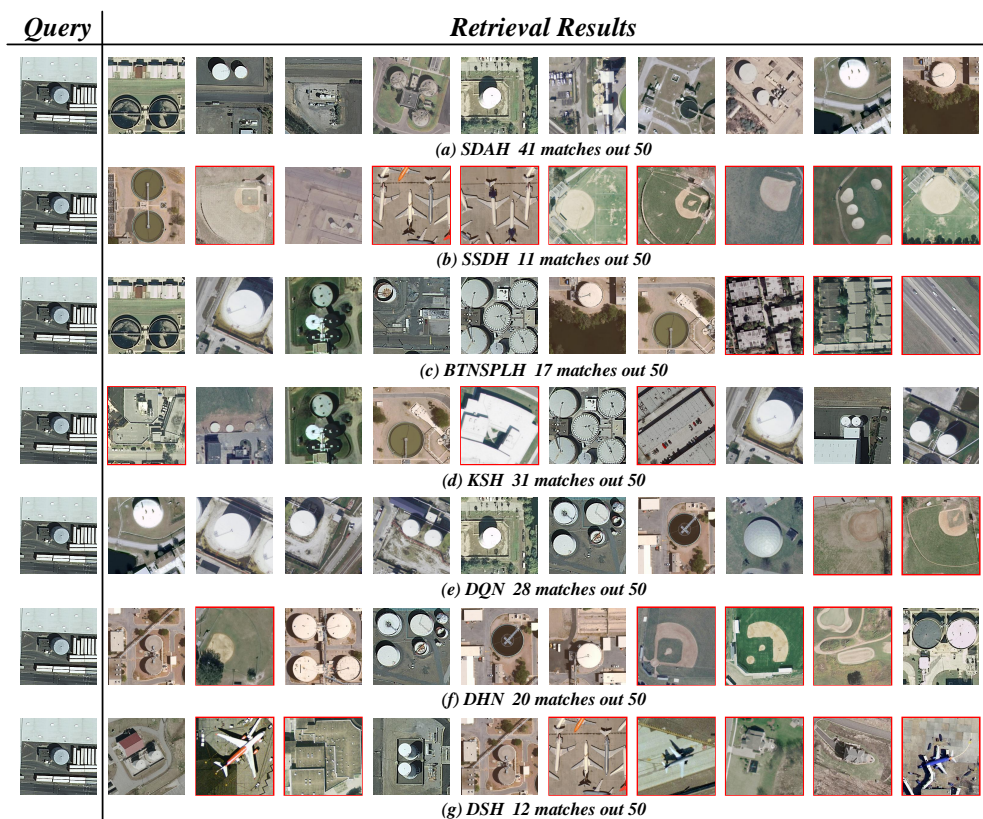 Query
Retrieval Results
(a) SDAH 41 matches out 50
(b) SSDH 11 matches out 50
(c) BTNSPLH 17 matches out 50
(d) KSH 31 matches out 50
(e) DQN 28 matches out 50
(f) DHN 20 matches out 50
(g) DSH 12 matches out 50